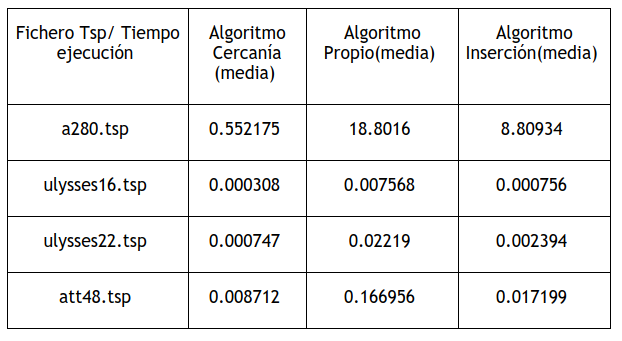 Fichero Tsp/ Tiempo
ejecución
Algoritmo
Cercanía
(media)
Algoritmo
Propio(media)
Algoritmo
Inserción(media)
a280.tsp
0.552175
18.8016
8.80934
ulysses16.tsp
0.000308
0.007568
0.000756
ulysses22.tsp
0.000747
0.02219
0.002394
att48.tsp
0.008712
0.166956
0.017199